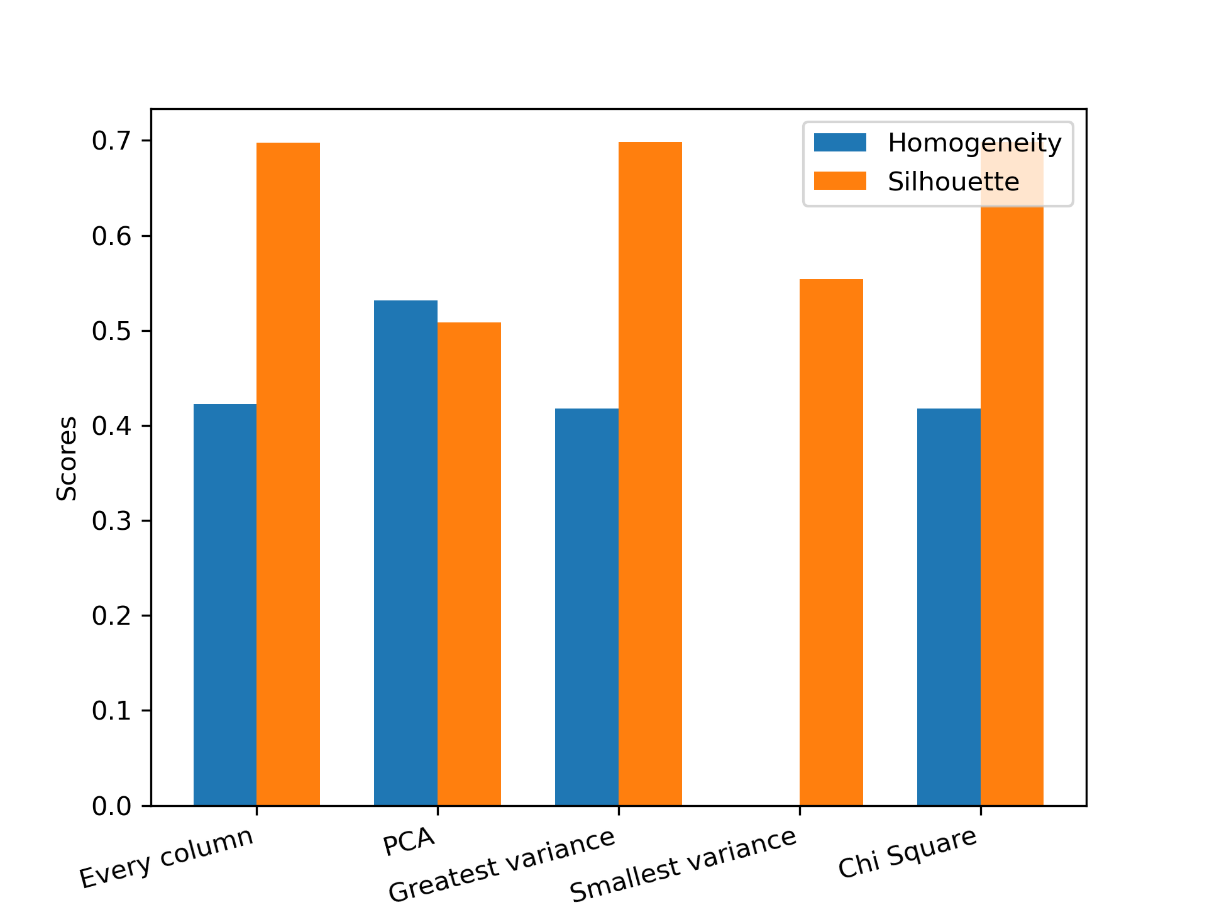 Homogeneity
Silhouette
Scores
0.7
0.6
0.5
0.4
0.3
0.2
0.1
0.0
Every column
PCA
Greatest variance
Smallest variance
Chi Square